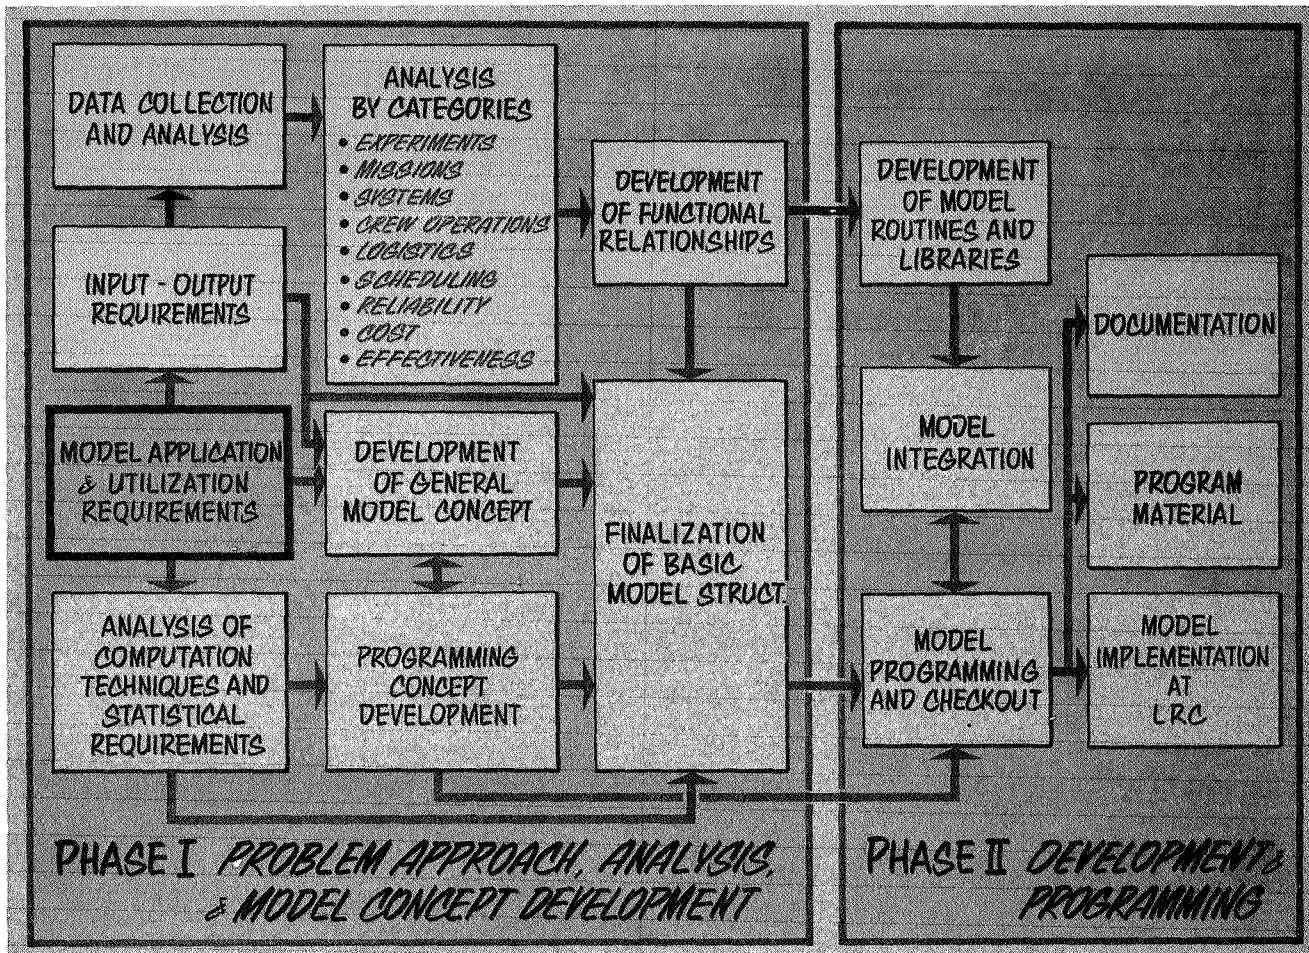 DATA COLLECTION
AND ANALYSIS
ANALYSIS
BY CATEGORIES
• EXPERIMENTS
• MISSIONS
• SYSTEMS
• CREW OPERATIONS
• LOGISTICS
• SCHEDULING
• RELIABILITY
• COST
• EFFECTIVENESS
DEVELOPMENT
OF FUNCTIONAL
RELATIONSHIPS
INPUT - OUTPUT
REQUIREMENTS
MODEL APPLICATION
& UTILIZATION
REQUIREMENTS
DEVELOPMENT
OF GENERAL
MODEL CONCEPT
FINALIZATION
OF BASIC
MODEL STRUCT.
ANALYSIS OF
COMPUTATION
TECHNIQUES AND
STATISTICAL
REQUIREMENTS
PROGRAMMING
CONCEPT
DEVELOPMENT
PHASE I PROBLEM APPROACH, ANALYSIS,
& MODEL CONCEPT DEVELOPMENT
DEVELOPMENT
OF MODEL
ROUTINES AND
LIBRARIES
DOCUMENTATION
MODEL
INTEGRATION
PROGRAM
MATERIAL
MODEL
PROGRAMMING
AND CHECKOUT
MODEL
IMPLEMENTATION
AT
LRC
PHASE II DEVELOPMENT &
PROGRAMMING